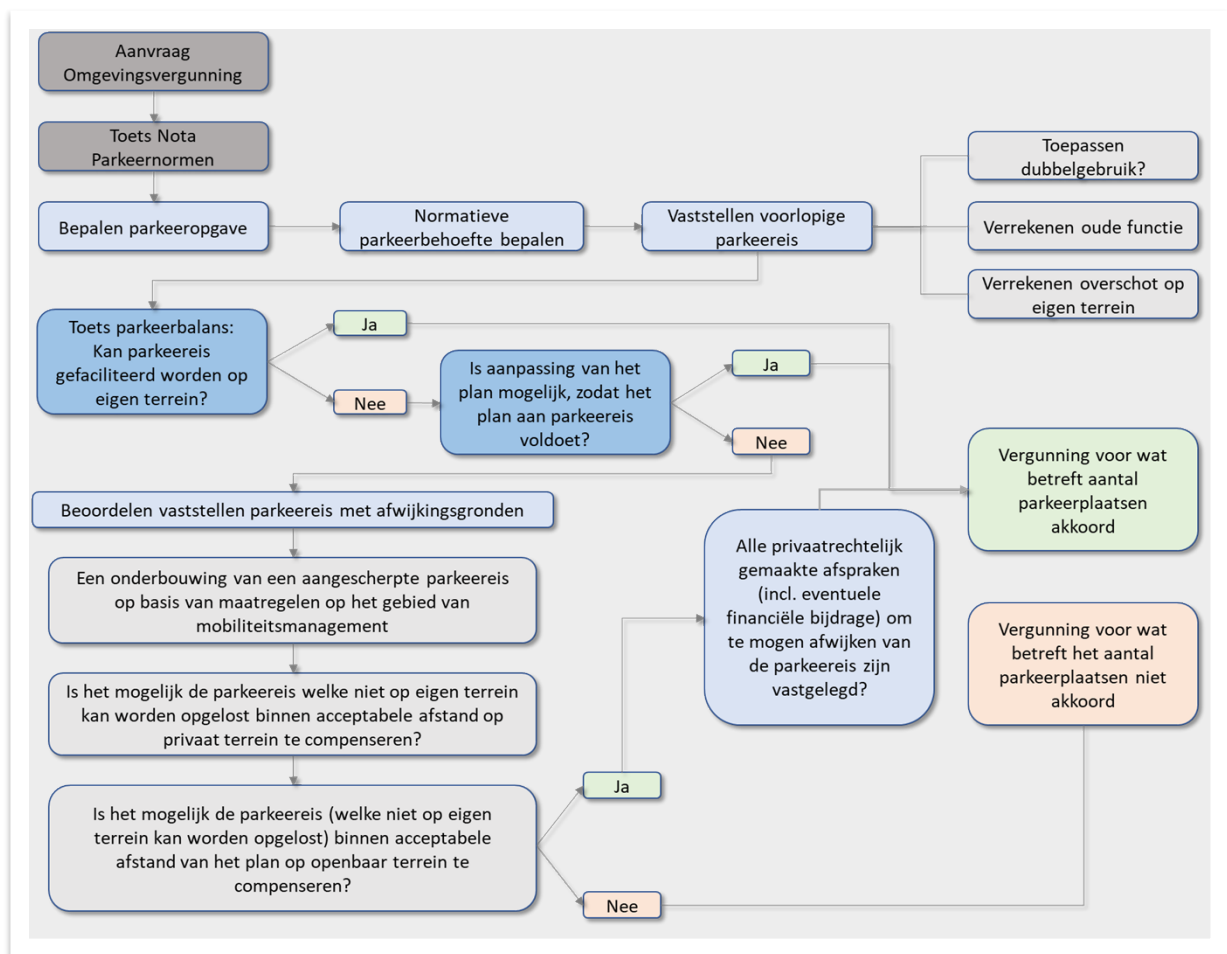 Aanvraag
Omgevingsvergunning
Toets Nota
Parkeernormen
Bepalen parkeeropgave
Normatieve
parkeerbehoefte bepalen
Vaststellen voorlopige
parkeereis
Toepassen
dubbelgebruik?
Verrekenen oude functie
Verrekenen overschot op
eigen terrein
Toets parkeerbalans:
Kan parkeereis
gefaciliteerd worden op
eigen terrein?
Ja
Nee
Is aanpassing van het
plan mogelijk, zodat het
plan aan parkeereis
voldoet?
Ja
Nee
Beoordelen vaststellen parkeereis met afwijkingsgronden
Een onderbouwing van een aangescherpte parkeereis
op basis van maatregelen op het gebied van
mobiliteitsmanagement
Is het mogelijk de parkeereis welke niet op eigen terrein
kan worden opgelost binnen acceptabele afstand op
privaat terrein te compenseren?
Is het mogelijk de parkeereis (welke niet op eigen
terrein kan worden opgelost) binnen acceptabele
afstand van het plan op openbaar terrein te
compenseren?
Ja
Nee
Alle privaatrechtelijk
gemaakte afspraken
(incl. eventuele
financiële bijdrage) om
te mogen afwijken van
de parkeereis zijn
vastgelegd?
Vergunning voor wat
betreft aantal
parkeerplaatsen
akkoord
Vergunning voor wat
betreft het aantal
parkeerplaatsen niet
akkoord